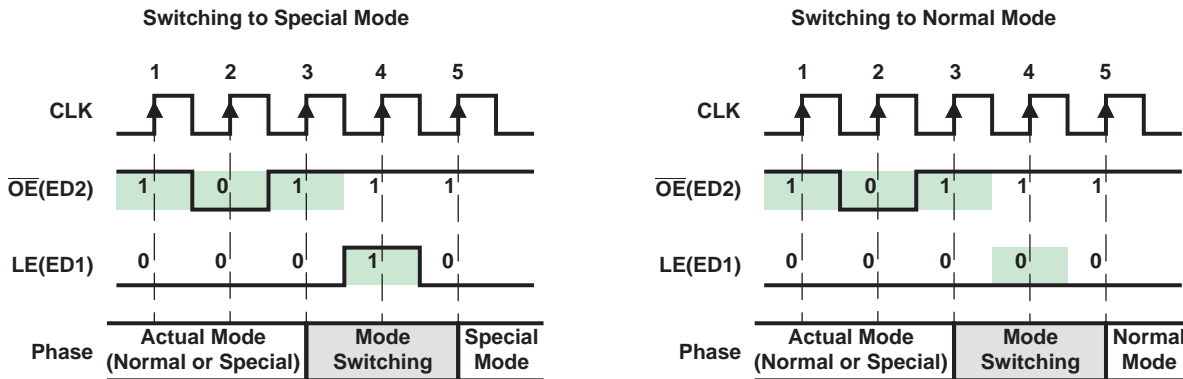 Switching to Special Mode
1 2 3 4 5
CLK
OE(ED2)
1 0 1 1 1
LE(ED1)
0 0 0 1 0
Phase
Actual Mode
(Normal or Special)
Mode
Switching
Special
Mode
Switching to Normal Mode
1 2 3 4 5
CLK
OE(ED2)
1 0 1 1 1
LE(ED1)
0 0 0 0 0
Phase
Actual Mode
(Normal or Special)
Mode
Switching
Normal
Mode